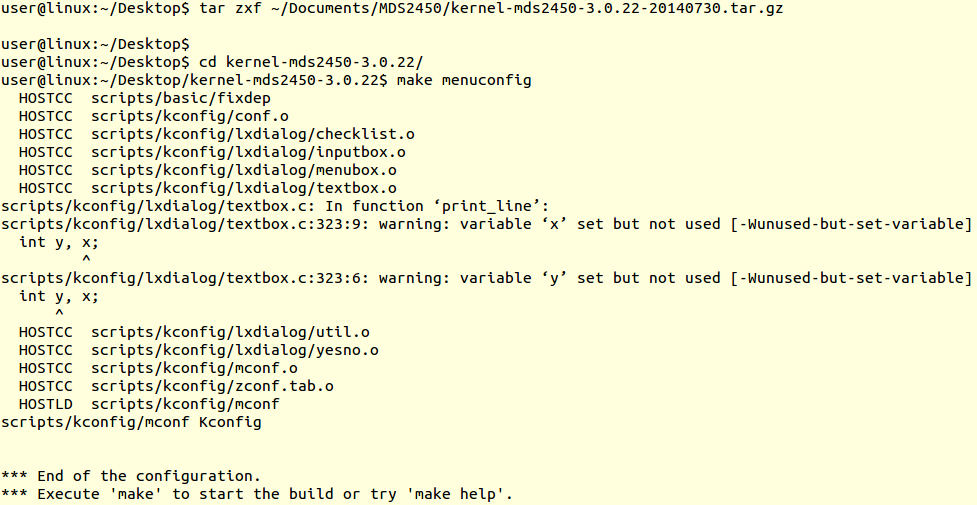 user@linux:~/Desktop$ tar zxf ~/Documents/MDS2450/kernel-mds2450-3.0.22-20140730.tar.gz
user@linux:~/Desktop$
user@linux:~/Desktop$ cd kernel-mds2450-3.0.22/
user@linux:~/Desktop/kernel-mds2450-3.0.22$ make menuconfig
  HOSTCC  scripts/basic/fixdep
  HOSTCC  scripts/kconfig/conf.o
  HOSTCC  scripts/kconfig/lxdialog/checklist.o
  HOSTCC  scripts/kconfig/lxdialog/inputbox.o
  HOSTCC  scripts/kconfig/lxdialog/menubox.o
  HOSTCC  scripts/kconfig/lxdialog/textbox.o
scripts/kconfig/lxdialog/textbox.c: In function ‘print_line’:
scripts/kconfig/lxdialog/textbox.c:323:9: warning: variable ‘x’ set but not used [-Wunused-but-set-variable]
  int y, x;
         ^
scripts/kconfig/lxdialog/textbox.c:323:6: warning: variable ‘y’ set but not used [-Wunused-but-set-variable]
  int y, x;
      ^
  HOSTCC  scripts/kconfig/lxdialog/util.o
  HOSTCC  scripts/kconfig/lxdialog/yesno.o
  HOSTCC  scripts/kconfig/mconf.o
  HOSTCC  scripts/kconfig/zconf.tab.o
  HOSTLD  scripts/kconfig/mconf
scripts/kconfig/mconf Kconfig
*** End of the configuration.
*** Execute 'make' to start the build or try 'make help'.